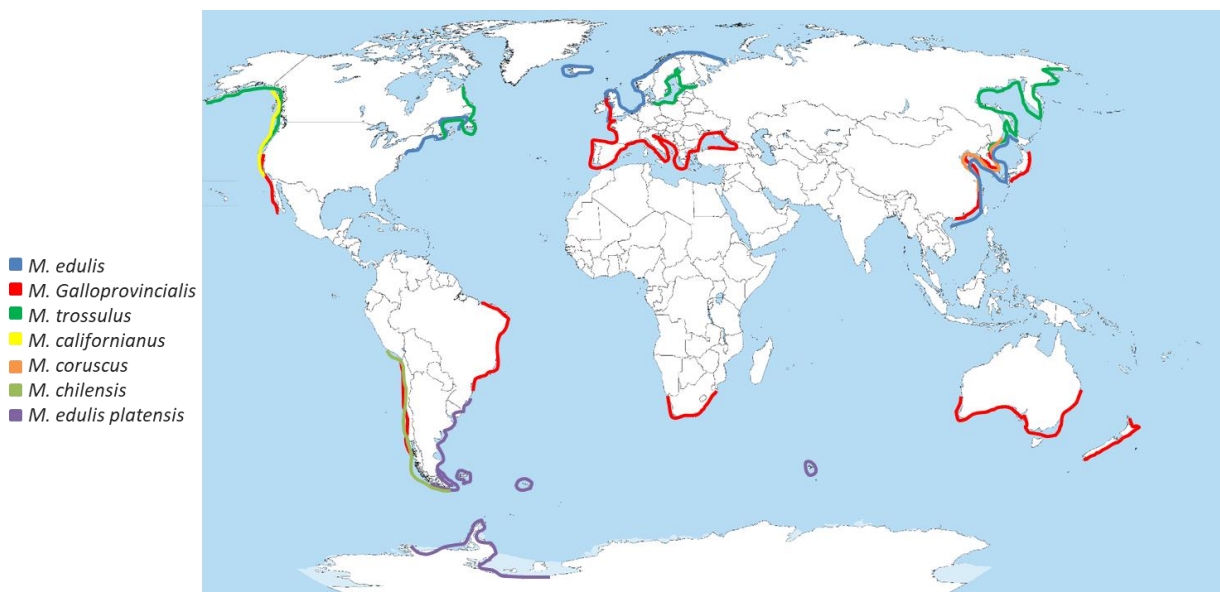 M. edulis
M. Galloprovincialis
M. trossulus
M. californianus
M. coruscus
M. chilensis
M. edulis platensis